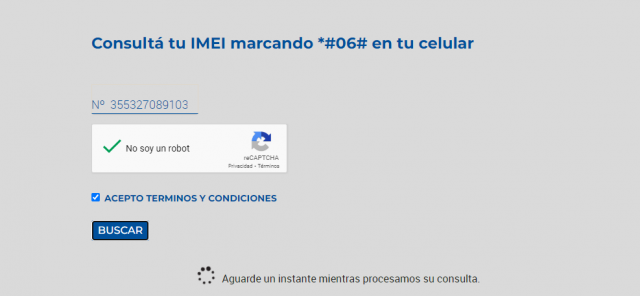 Consultá tu IMEI marcando *#06# en tu celular
Nº 355327089103
No soy un robot
reCAPTCHA
Privacidad - Términos
ACEPTO TERMINOS Y CONDICIONES
BUSCAR
Aguarde un instante mientras procesamos su consulta.